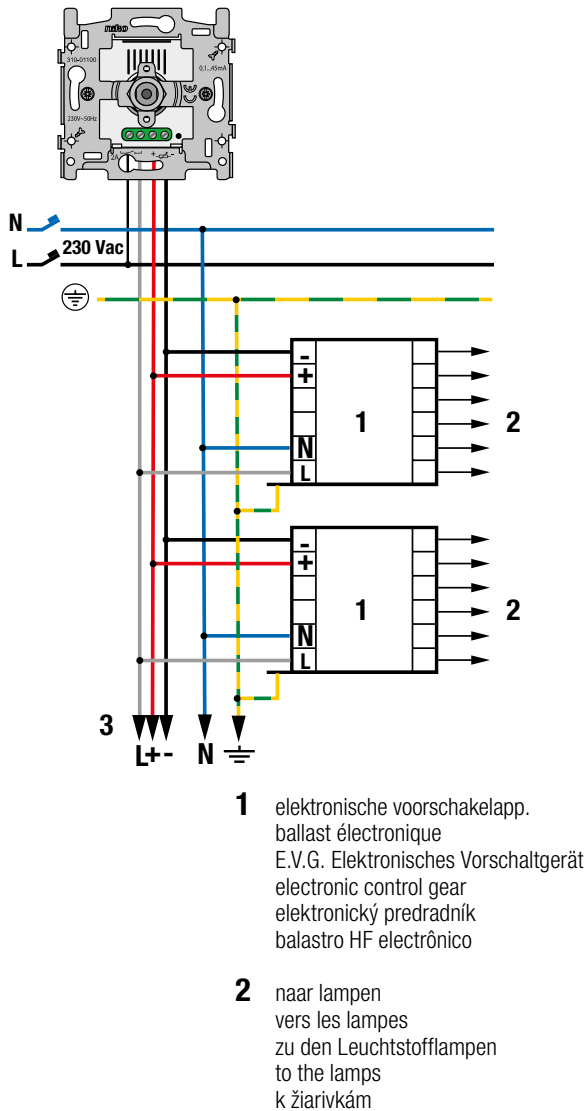 niko
310-01100
0,1...45mA
230V~50Hz
2A
+ -
N
L 230 Vac
-
+
1
2
N
L
-
+
1
2
N
L
3
L+- N
1 elektronische voorschakelapp.
ballast électronique
E.V.G. Elektronisches Vorschaltgerät
electronic control gear
elektronický predradník
balastro HF electrônico
2 naar lampen
vers les lampes
zu den Leuchtstofflampen
to the lamps
k žiarivkám